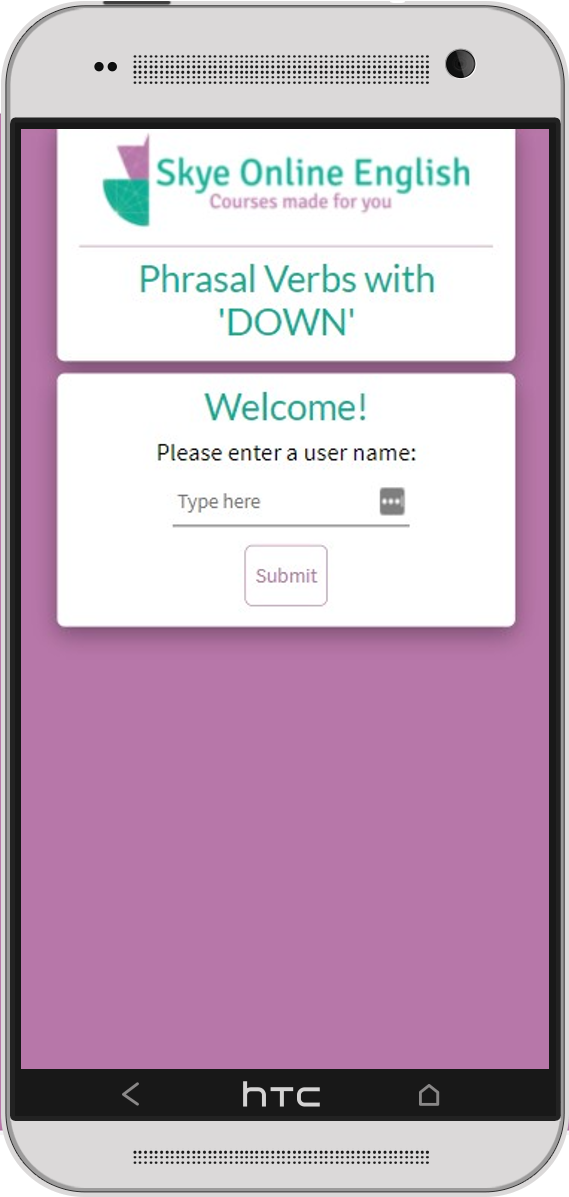 Skye Online English
Courses made for you
Phrasal Verbs with
'DOWN'
Welcome!
Please enter a user name:
Type here
Submit
hTC